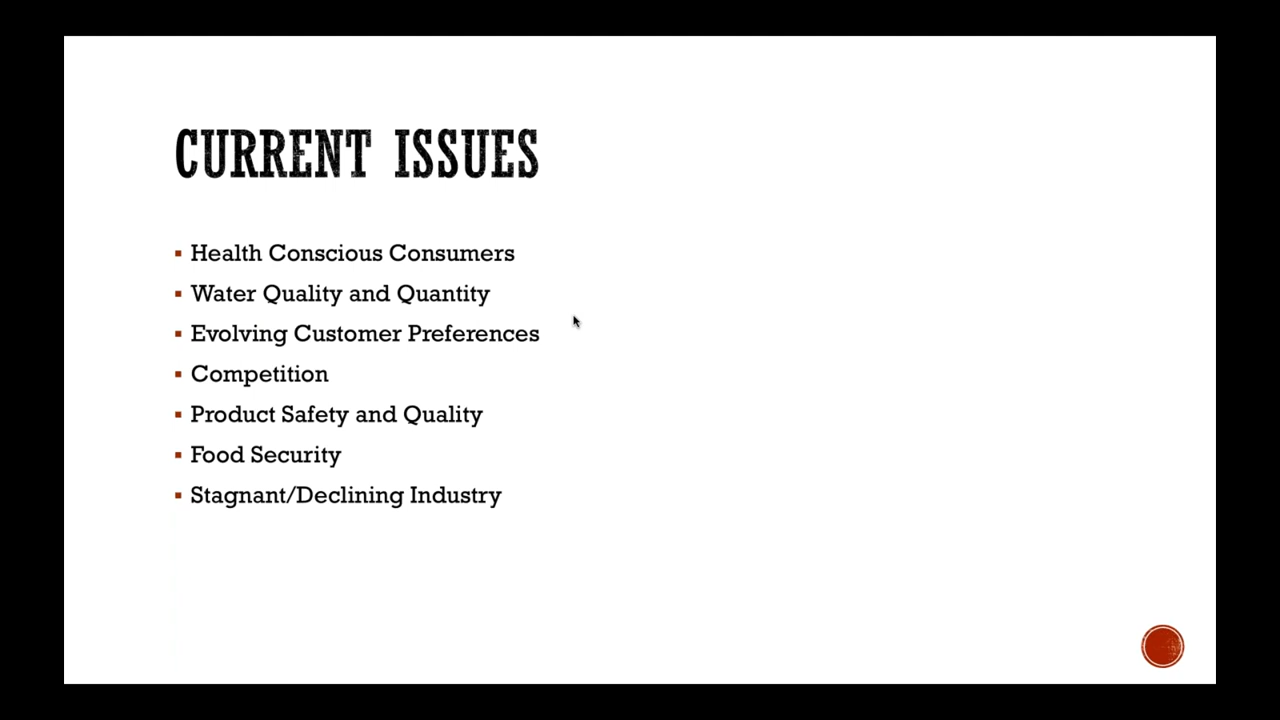 CURRENT ISSUES
Health Conscious Consumers
Water Quality and Quantity
Evolving Customer Preferences
Competition
Product Safety and Quality
Food Security
Stagnant/Declining Industry